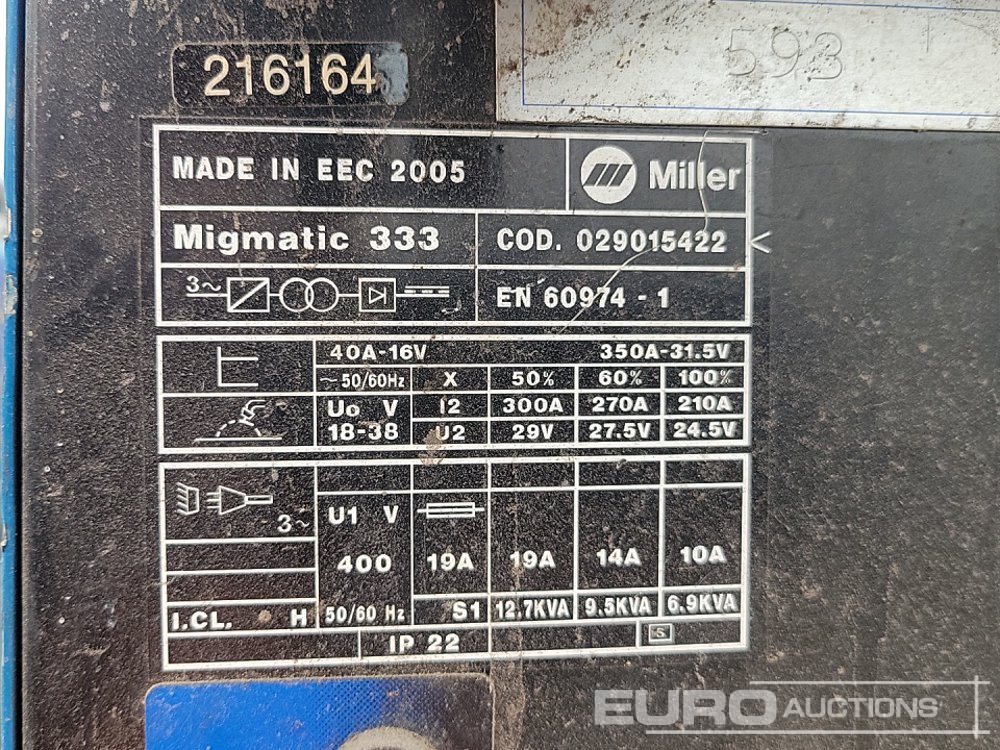 593
216164
MADE IN EEC 2005 Miller
Migmatic 333 COD. 029015422
3~ EN 60974 - 1
40A-16V 350A-31.5V
~ 50/60Hz X 50% 60% 100%
Uo V I2 300A 270A 210A
18-38 U2 29V 27.5V 24.5V
3~ U1 V
400 19A 19A 14A 10A
I.CL. H 50/60 Hz S1 12.7KVA 9.5KVA 6.9KVA
IP 22 S
EURO AUCTIONS